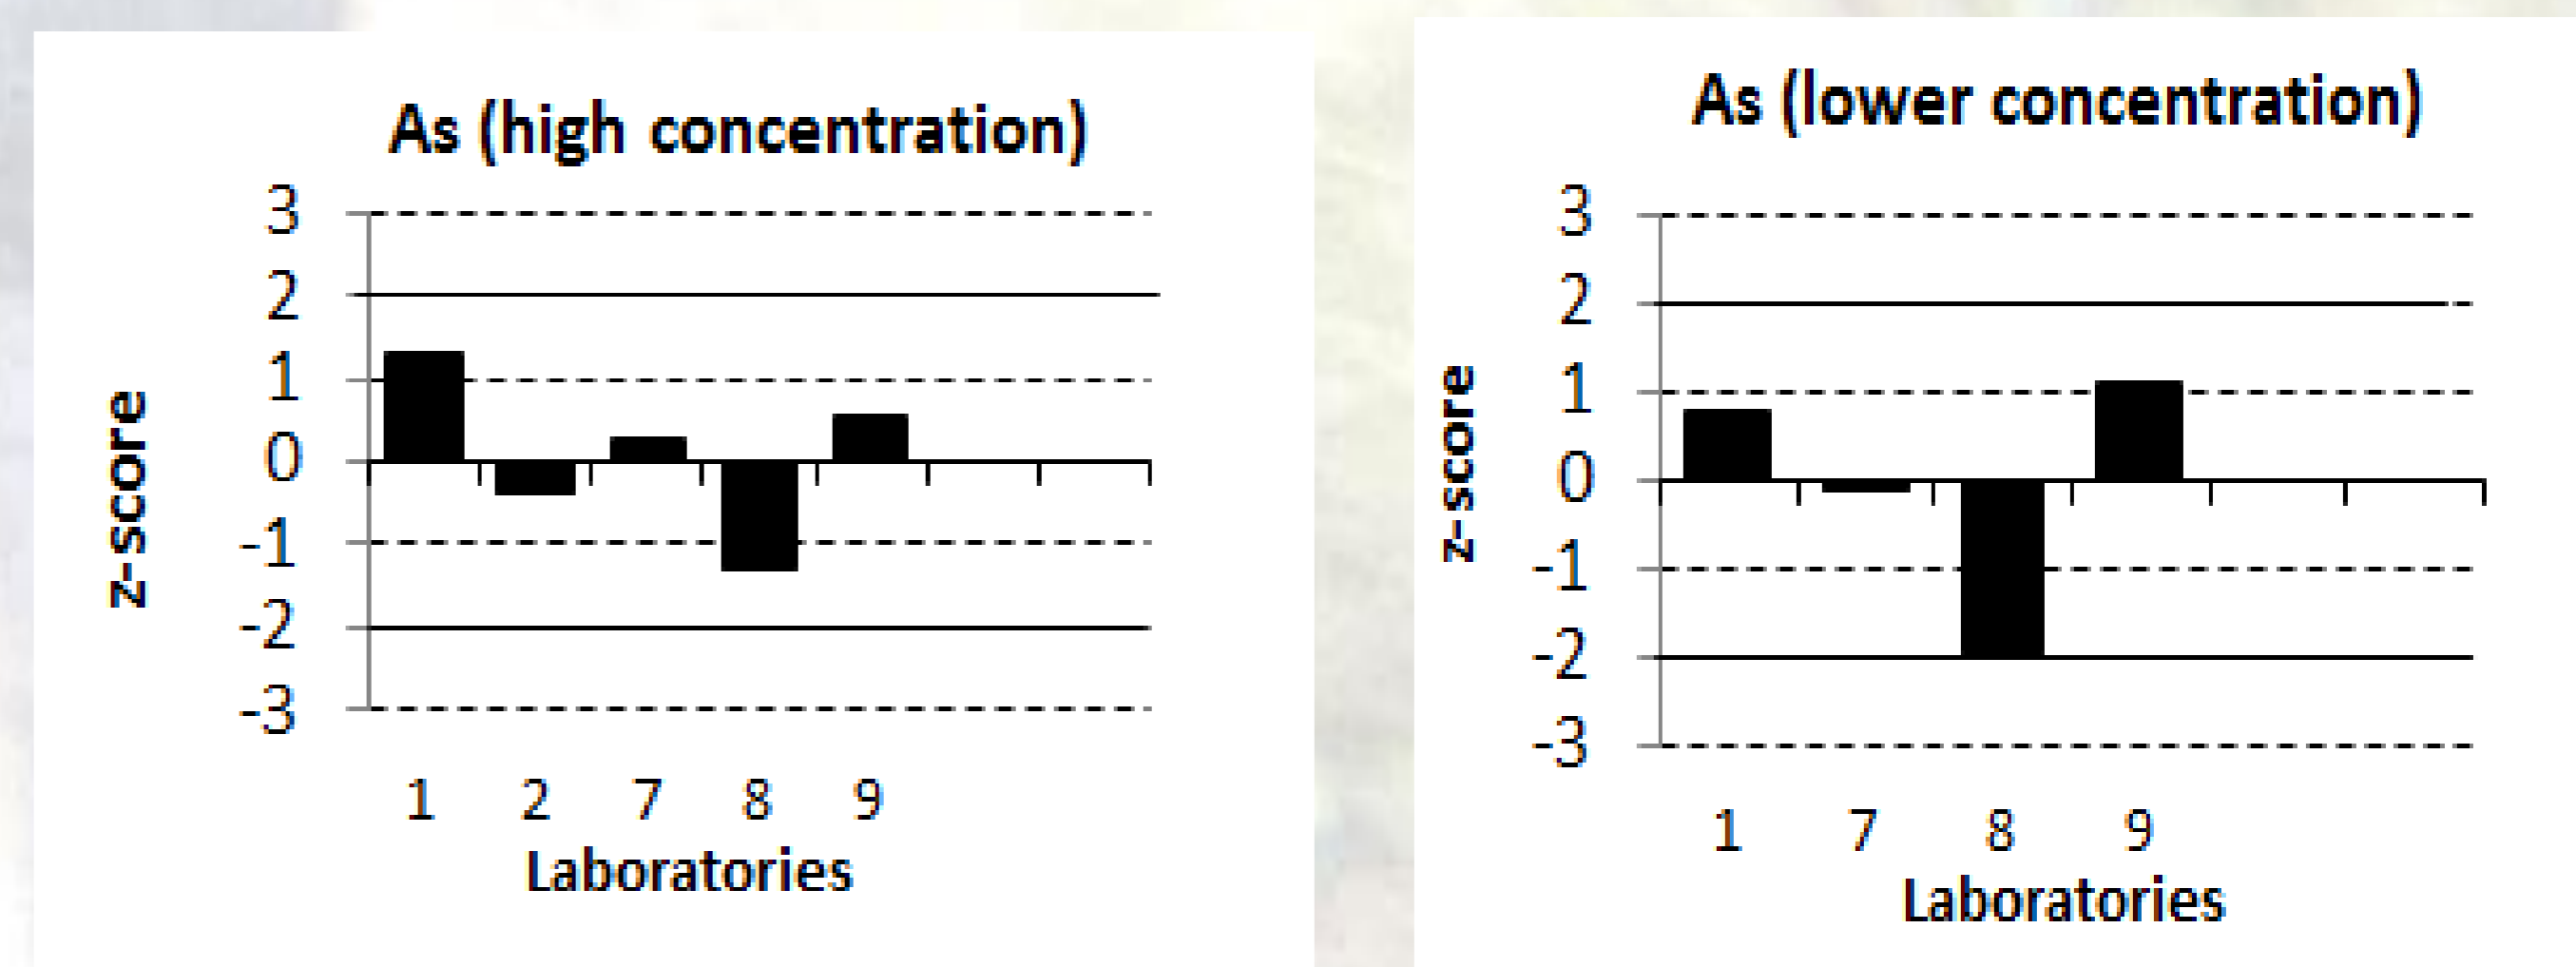 As (high concentration)
3
2
1
0
-1
-2
-3
z-score
1 2 7 8 9
Laboratories
As (lower concentration)
3
2
1
0
-1
-2
-3
z-score
1 7 8 9
Laboratories